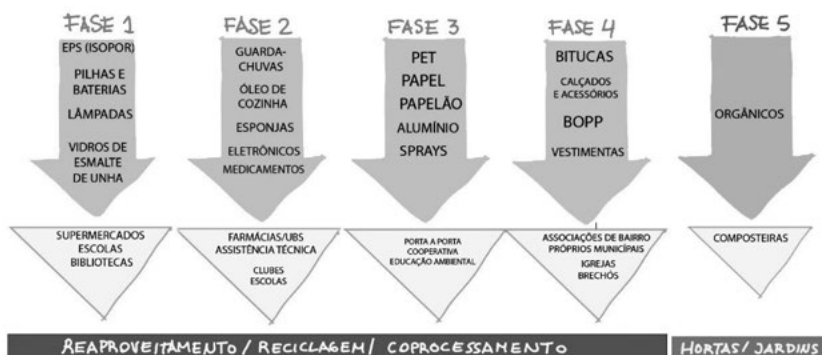 FASE 1
EPS (ISOPOR)
PILHAS E
BATERIAS
LÂMPADAS
VIDROS DE
ESMALTE
DE UNHA
SUPERMERCADOS
ESCOLAS
BIBLIOTECAS
FASE 2
GUARDA-
CHUVAS
ÓLEO DE
COZINHA
ESPONJAS
ELETRÔNICOS
MEDICAMENTOS
FARMÁCIAS/UBS
ASSISTÊNCIA TÉCNICA
CLUBES
ESCOLAS
FASE 3
PET
PAPEL
PAPELÃO
ALUMÍNIO
SPRAYS
PORTA A PORTA
COOPERATIVA
EDUCAÇÃO AMBIENTAL
FASE 4
BITUCAS
CALÇADOS
E ACESSÓRIOS
BOPP
VESTIMENTAS
ASSOCIAÇÕES DE BAIRRO
PRÓPRIOS MUNICÍPAIS
IGREJAS
BRECHÓS
FASE 5
ORGÂNICOS
COMPOSTEIRAS
REAPROVEITAMENTO / RECICLAGEM / COPROCESSAMENTO
HORTAS / JARDINS